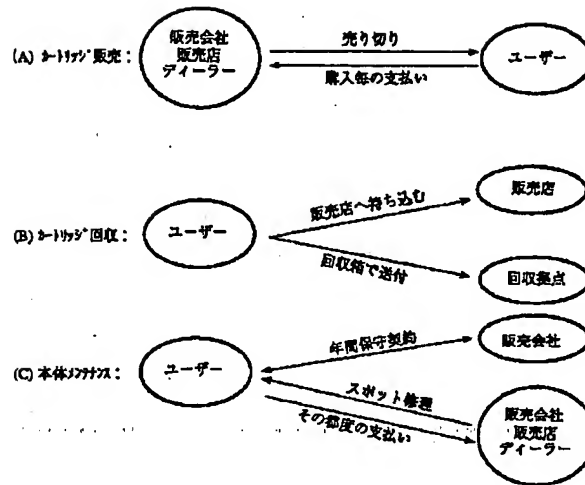 (A) ｶｰﾄﾘｯｼﾞ販売：
販売会社
販売店
ディーラー
売り切り
購入毎の支払い
ユーザー
(B) ｶｰﾄﾘｯｼﾞ回収：
ユーザー
販売店へ持ち込む
販売店
回収箱で送付
回収拠点
(C) 本体ﾒﾝﾃﾅﾝｽ：
ユーザー
年間保守契約
販売会社
スポット修理
その都度の支払い
販売会社
販売店
ディーラー